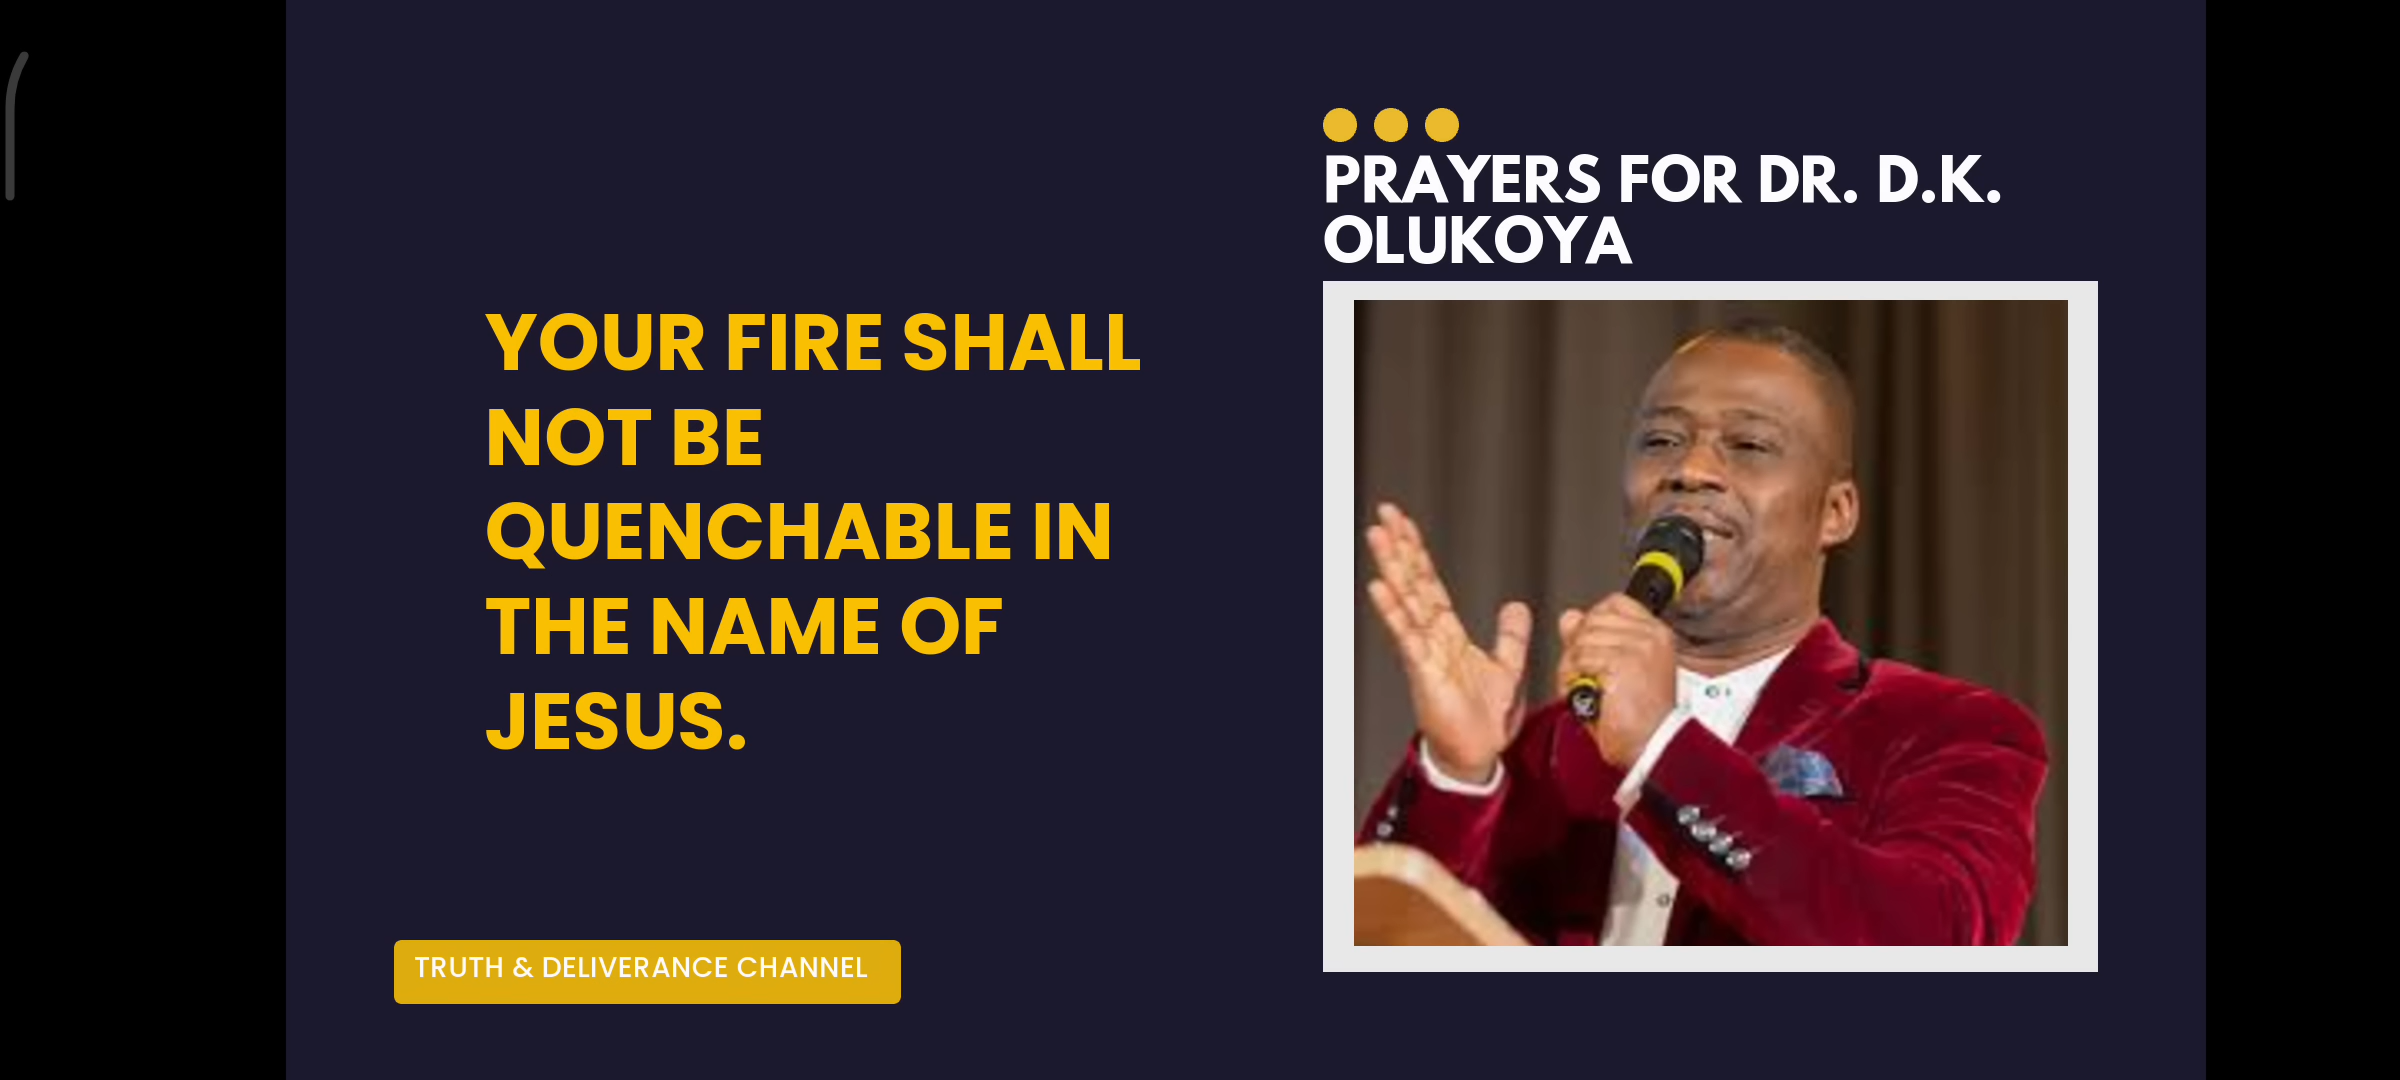 PRAYERS FOR DR. D.K.
OLUKOYA
YOUR FIRE SHALL
NOT BE
QUENCHABLE IN
THE NAME OF
JESUS.
TRUTH & DELIVERANCE CHANNEL